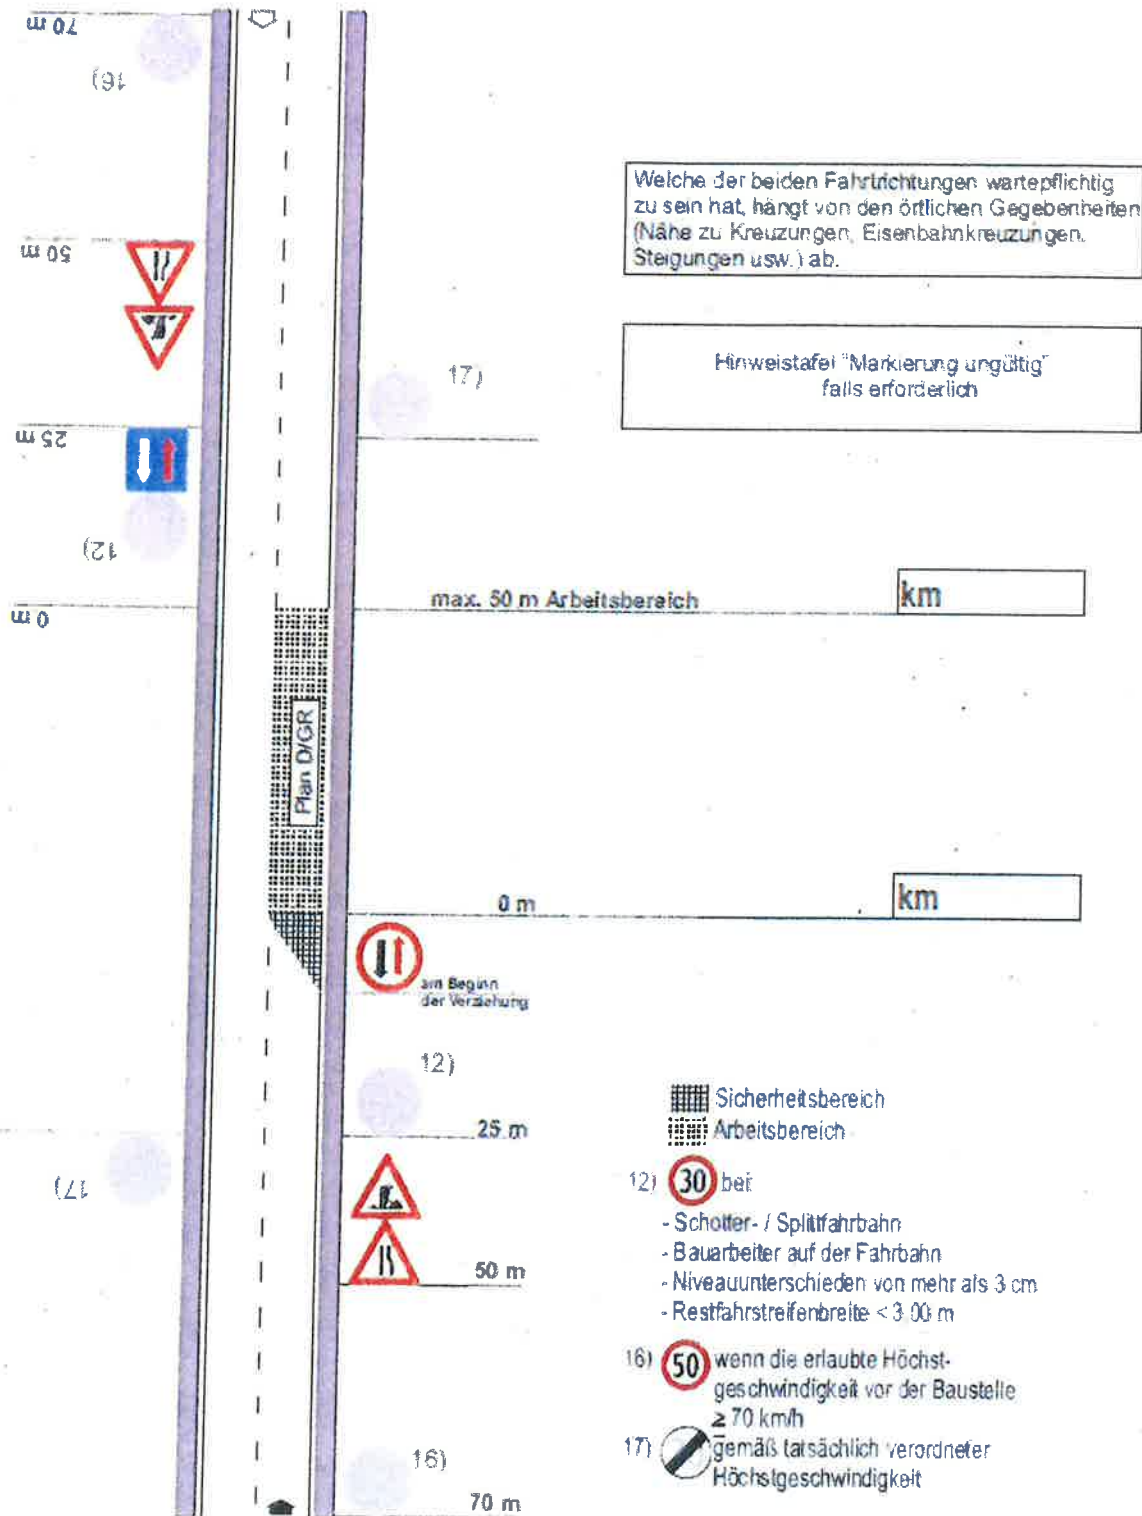 70 m
16)
Welche der beiden Fahrtrichtungen wartepflichtig
zu sein hat, hängt von den örtlichen Gegebenheiten
(Nähe zu Kreuzungen, Eisenbahnkreuzungen,
Steigungen usw.) ab.
50 m
Hinweistafel "Markierung ungültig"
falls erforderlich
17)
25 m
12)
0 m
max. 50 m Arbeitsbereich
km
Plan D/GR
0 m
km
am Beginn
der Verziehung
12)
25 m
17)
50 m
16)
70 m
Sicherheitsbereich
Arbeitsbereich
12) 30 bei
- Schotter- / Splittfahrbahn
- Bauarbeiter auf der Fahrbahn
- Niveauunterschieden von mehr als 3 cm
- Restfahrstreifenbreite < 3.00 m
16) 50 wenn die erlaubte Höchst-
geschwindigkeit vor der Baustelle
≥ 70 km/h
17) gemäß tatsächlich verordneter
Höchstgeschwindigkeit